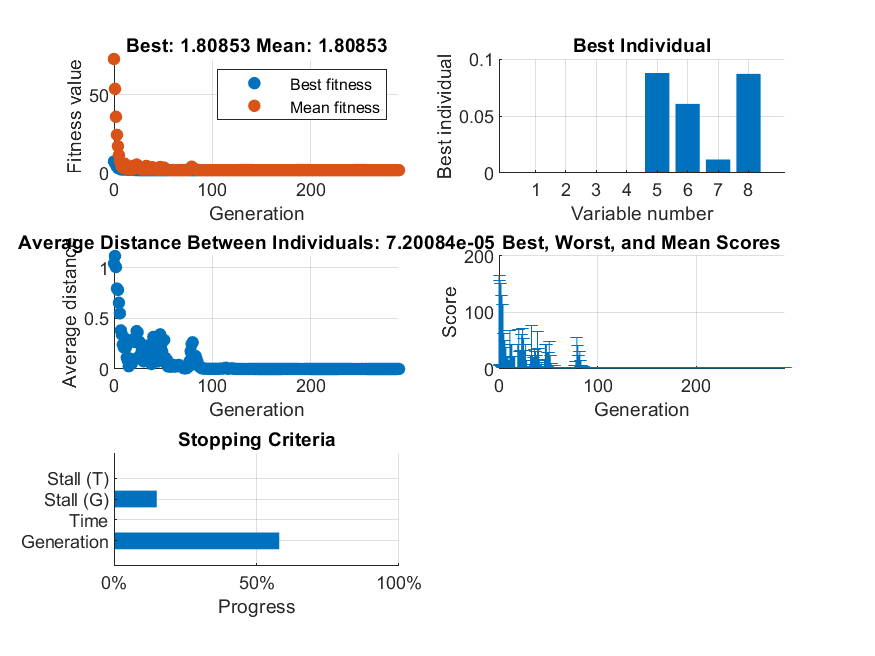 Best: 1.80853 Mean: 1.80853
Fitness value
50
0
0 100 200
Generation
Best fitness
Mean fitness
Best Individual
Best individual
0.1
0.05
0
1 2 3 4 5 6 7 8
Variable number
Average Distance Between Individuals: 7.20084e-05
Average distance
1
0.5
0
0 100 200
Generation
Best, Worst, and Mean Scores
Score
200
100
0
0 100 200
Generation
Stopping Criteria
Stall (T)
Stall (G)
Time
Generation
0% 50% 100%
Progress